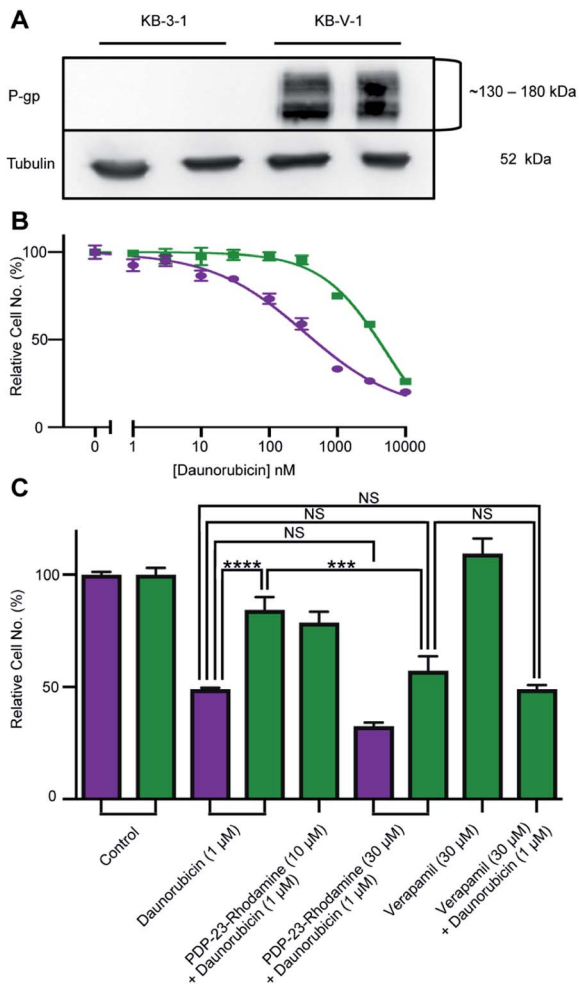 A
KB-3-1
KB-V-1
P-gp
~130 – 180 kDa
Tubulin
52 kDa
B
Relative Cell No. (%)
100
50
0
0
1
10
100
1000
10000
[Daunorubicin] nM
C
NS
NS
NS
NS
****
***
Relative Cell No. (%)
100
50
0
Control
Daunorubicin (1 µM)
PDP-23-Rhodamine (10 µM)
+ Daunorubicin (1 µM)
PDP-23-Rhodamine (30 µM)
+ Daunorubicin (1 µM)
Verapamil (30 µM)
Verapamil (30 µM)
+ Daunorubicin (1 µM)